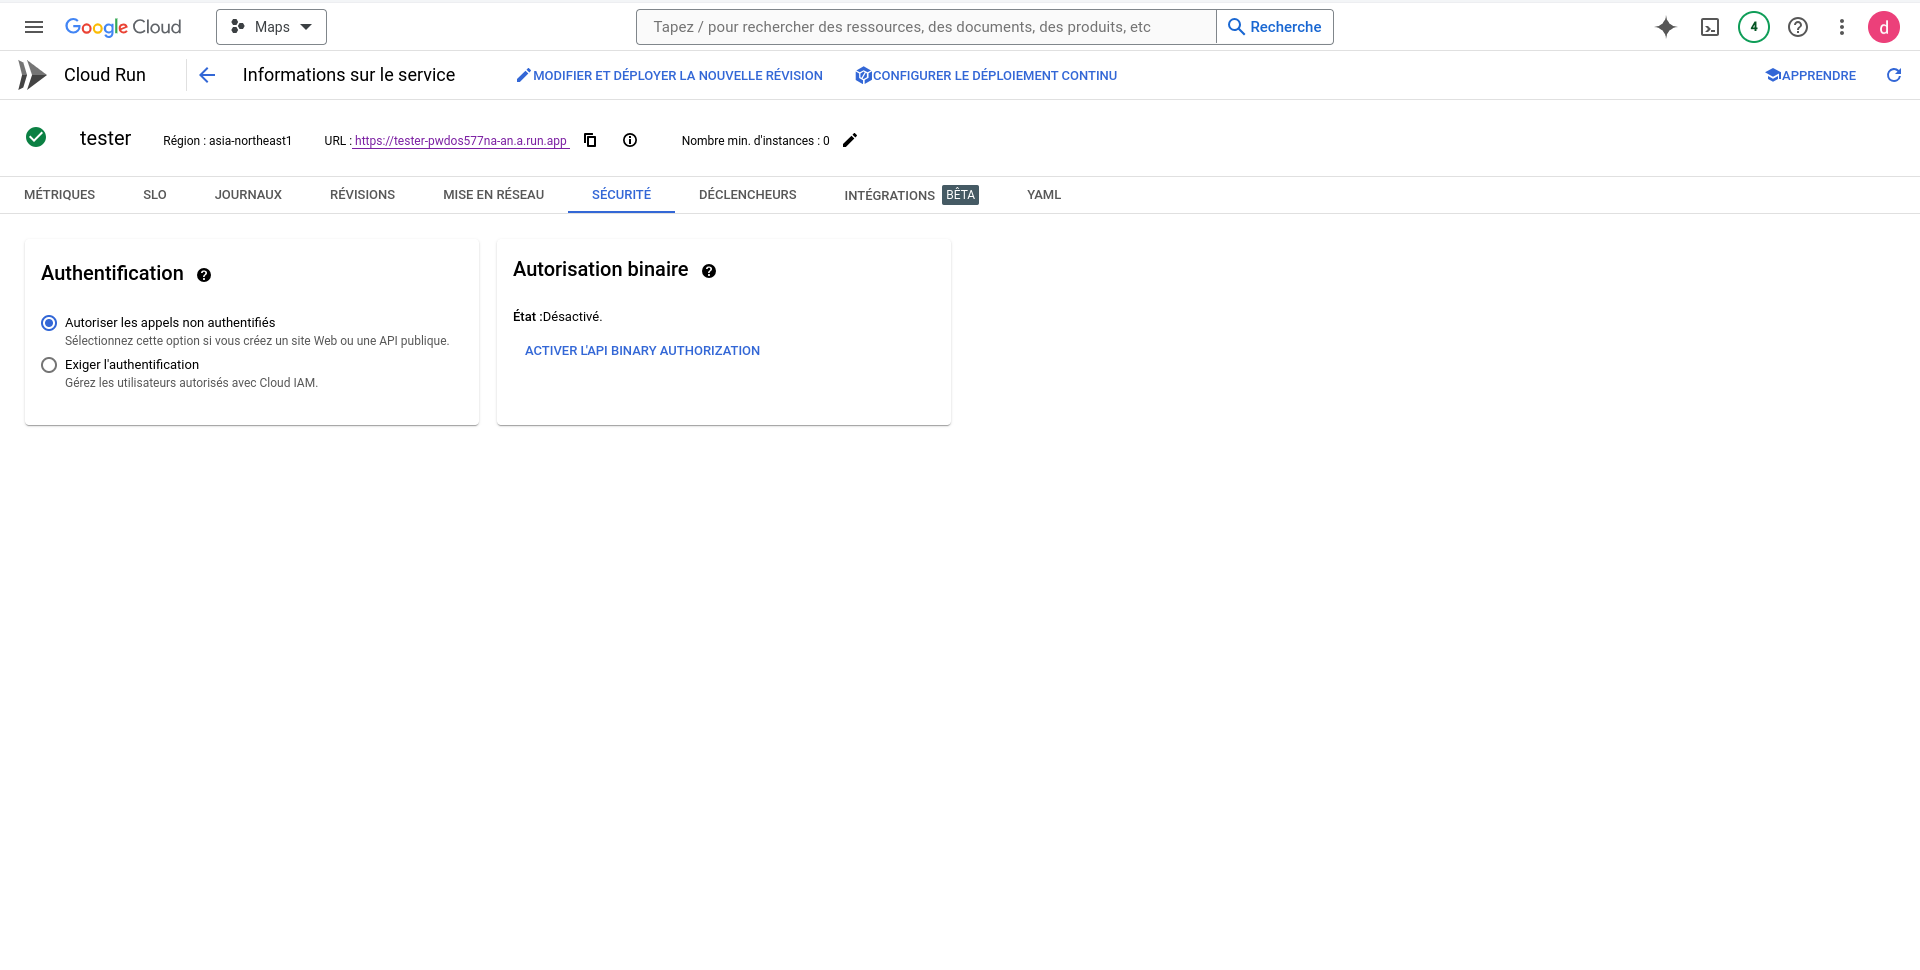 Google Cloud Maps Tapez / pour rechercher des ressources, des documents, des produits, etc Recherche 4 d
Cloud Run Informations sur le service MODIFIER ET DÉPLOYER LA NOUVELLE RÉVISION CONFIGURER LE DÉPLOIEMENT CONTINU APPRENDRE
tester Région : asia-northeast1 URL : https://tester-pwdos577na-an.a.run.app Nombre min. d'instances : 0
MÉTRIQUES SLO JOURNAUX RÉVISIONS MISE EN RÉSEAU SÉCURITÉ DÉCLENCHEURS INTÉGRATIONS BÊTA YAML
Authentification
Autoriser les appels non authentifiés
Sélectionnez cette option si vous créez un site Web ou une API publique.
Exiger l'authentification
Gérez les utilisateurs autorisés avec Cloud IAM.
Autorisation binaire
État :Désactivé.
ACTIVER L'API BINARY AUTHORIZATION